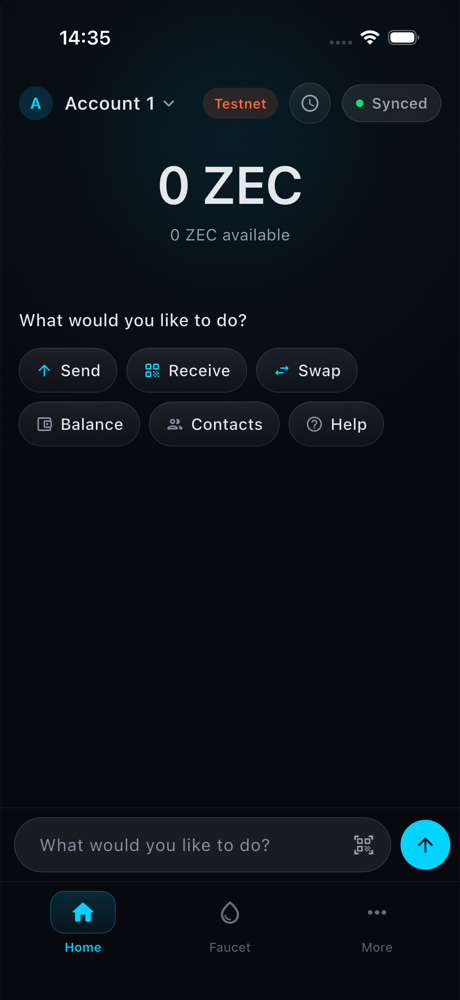 14:35
A Account 1 Testnet Synced
0 ZEC
0 ZEC available
What would you like to do?
Send Receive Swap
Balance Contacts Help
What would you like to do?
Home Faucet More